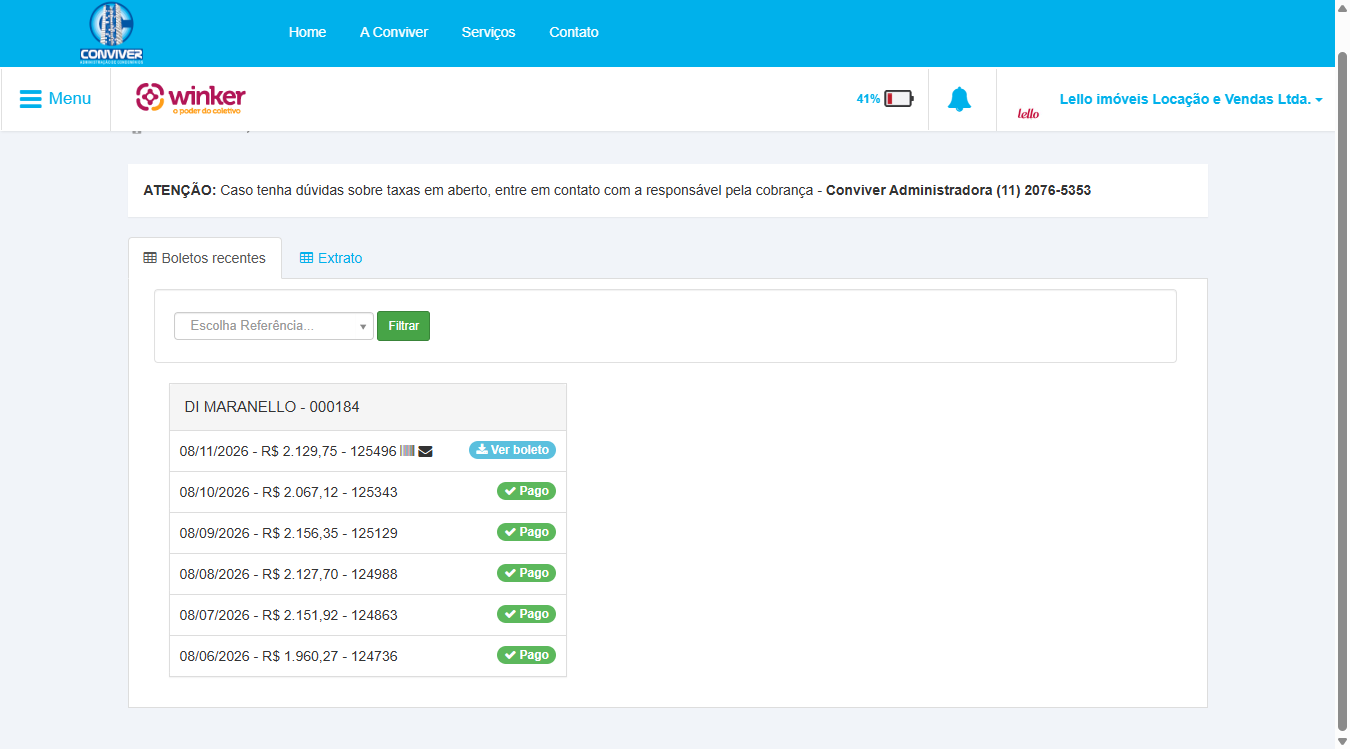 CONVIVER
Home A Conviver Serviços Contato
Menu winker 41% lello Lello imóveis Locação e Vendas Ltda.
o poder do coletivo
ATENÇÃO: Caso tenha dúvidas sobre taxas em aberto, entre em contato com a responsável pela cobrança - Conviver Administradora (11) 2076-5353
Boletos recentes Extrato
Escolha Referência... Filtrar
DI MARANELLO - 000184
08/11/2026 - R$ 2.129,75 - 125496 Ver boleto
08/10/2026 - R$ 2.067,12 - 125343 Pago
08/09/2026 - R$ 2.156,35 - 125129 Pago
08/08/2026 - R$ 2.127,70 - 124988 Pago
08/07/2026 - R$ 2.151,92 - 124863 Pago
08/06/2026 - R$ 1.960,27 - 124736 Pago